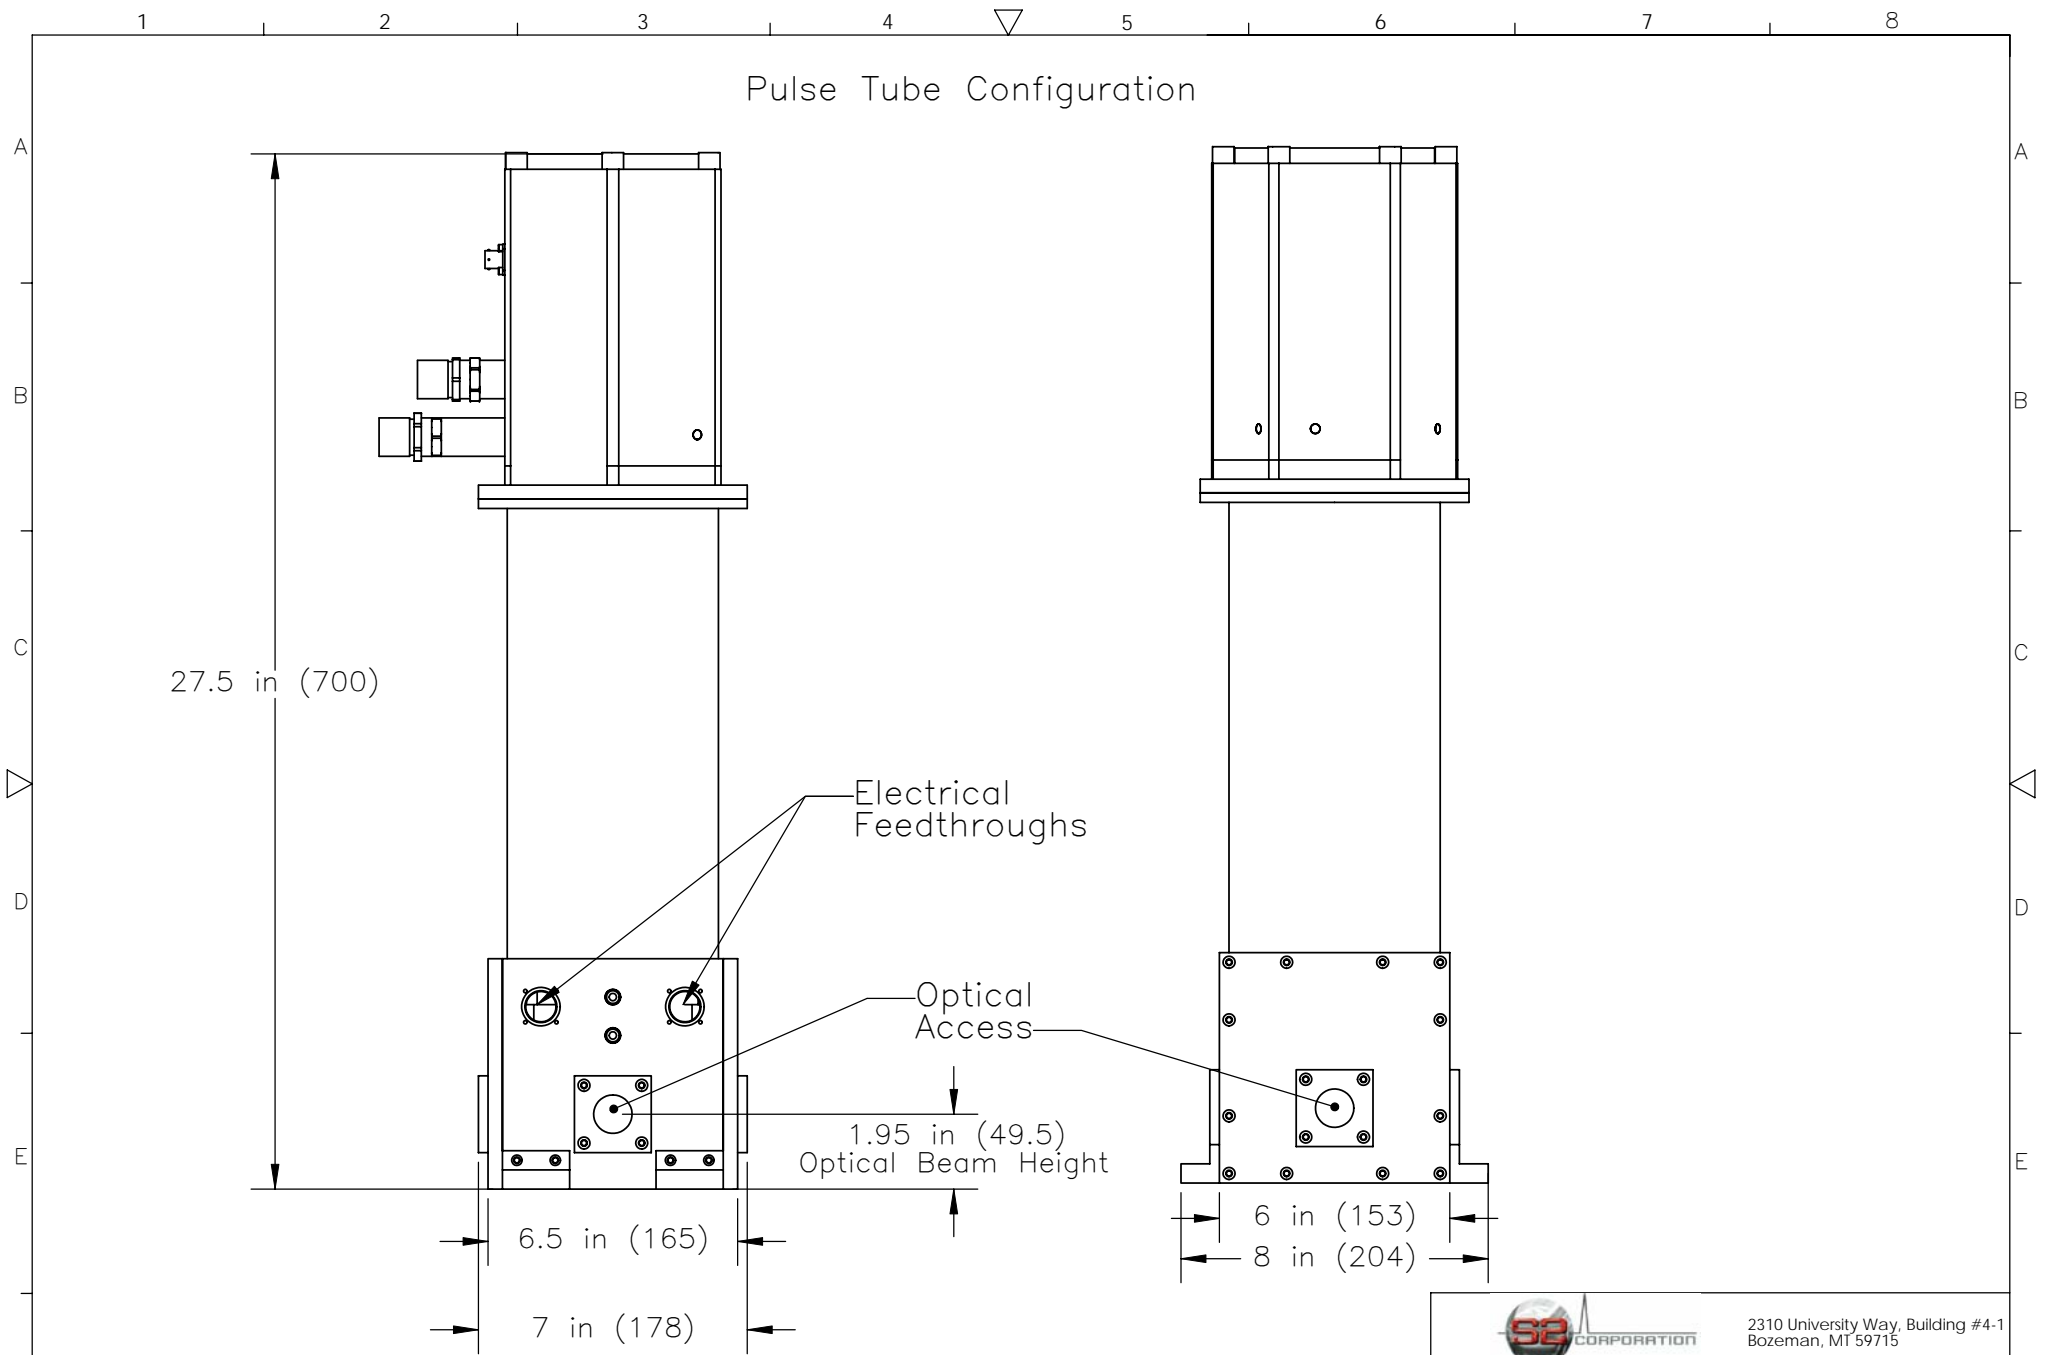 1 2 3 4 5 6 7 8
Pulse Tube Configuration
A A
B B
C C
27.5 in (700)
Electrical
Feedthroughs
D D
Optical
Access
1.95 in (49.5)
Optical Beam Height
E E
6.5 in (165)
6 in (153)
8 in (204)
7 in (178)
S2 CORPORATION
2310 University Way, Building #4-1
Bozeman, MT 59715